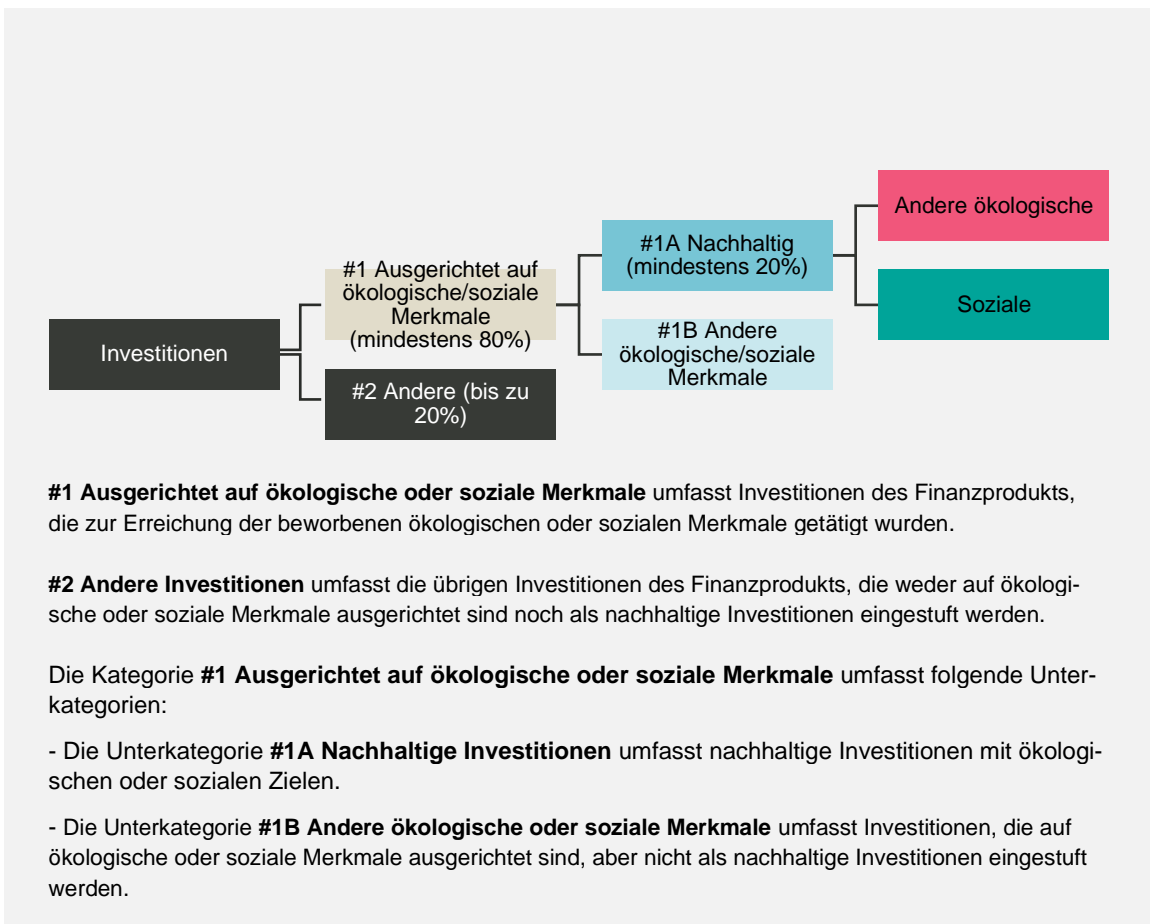 Investitionen
#1 Ausgerichtet auf
ökologische/soziale
Merkmale
(mindestens 80%)
#2 Andere (bis zu
20%)
#1A Nachhaltig
(mindestens 20%)
#1B Andere
ökologische/soziale
Merkmale
Andere ökologische
Soziale
#1 Ausgerichtet auf ökologische oder soziale Merkmale umfasst Investitionen des Finanzprodukts,
die zur Erreichung der beworbenen ökologischen oder sozialen Merkmale getätigt wurden.
#2 Andere Investitionen umfasst die übrigen Investitionen des Finanzprodukts, die weder auf ökologi-
sche oder soziale Merkmale ausgerichtet sind noch als nachhaltige Investitionen eingestuft werden.
Die Kategorie #1 Ausgerichtet auf ökologische oder soziale Merkmale umfasst folgende Unter-
kategorien:
- Die Unterkategorie #1A Nachhaltige Investitionen umfasst nachhaltige Investitionen mit ökologi-
schen oder sozialen Zielen.
- Die Unterkategorie #1B Andere ökologische oder soziale Merkmale umfasst Investitionen, die auf
ökologische oder soziale Merkmale ausgerichtet sind, aber nicht als nachhaltige Investitionen eingestuft
werden.